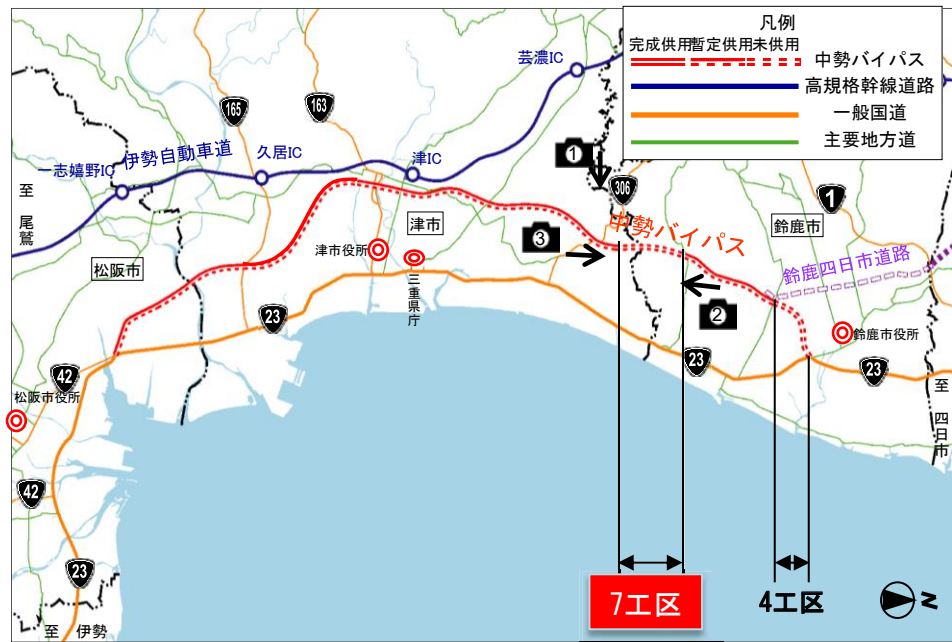 凡例
完成供用 暫定供用 未供用
中勢バイパス
高規格幹線道路
一般国道
主要地方道
芸濃IC
165
163
伊勢自動車道
久居IC
津IC
一志嬉野IC
至 尾鷲
1
306
1
中勢バイパス
鈴鹿市
鈴鹿四日市道路
3
津市役所
津市
松阪市
三重県庁
2
23
23
鈴鹿市役所
23
42
松阪市役所
至 四日市
42
23
至 伊勢
7工区
4工区
N